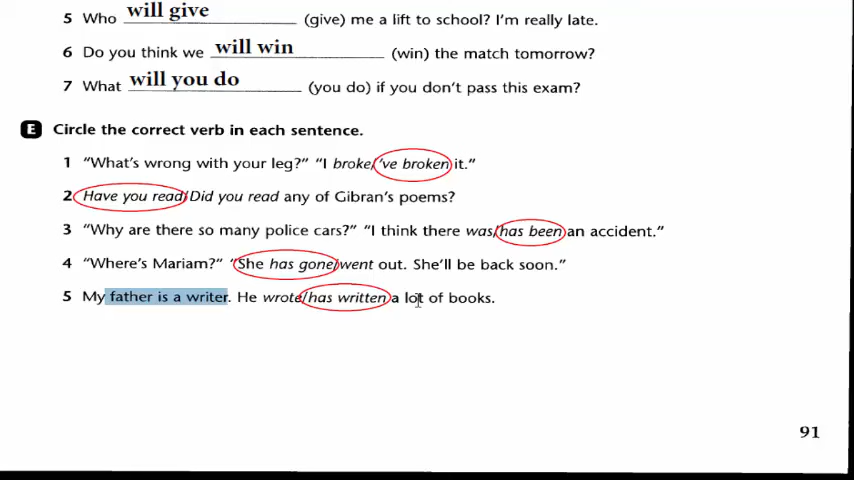 5 Who will give (give) me a lift to school? I'm really late.
6 Do you think we will win (win) the match tomorrow?
7 What will you do (you do) if you don't pass this exam?
E Circle the correct verb in each sentence.
1 "What's wrong with your leg?" "I broke/'ve broken it."
2 Have you read/Did you read any of Gibran's poems?
3 "Why are there so many police cars?" "I think there was/has been an accident."
4 "Where's Mariam?" "She has gone/went out. She'll be back soon."
5 My father is a writer. He wrote/has written a lot of books.
91